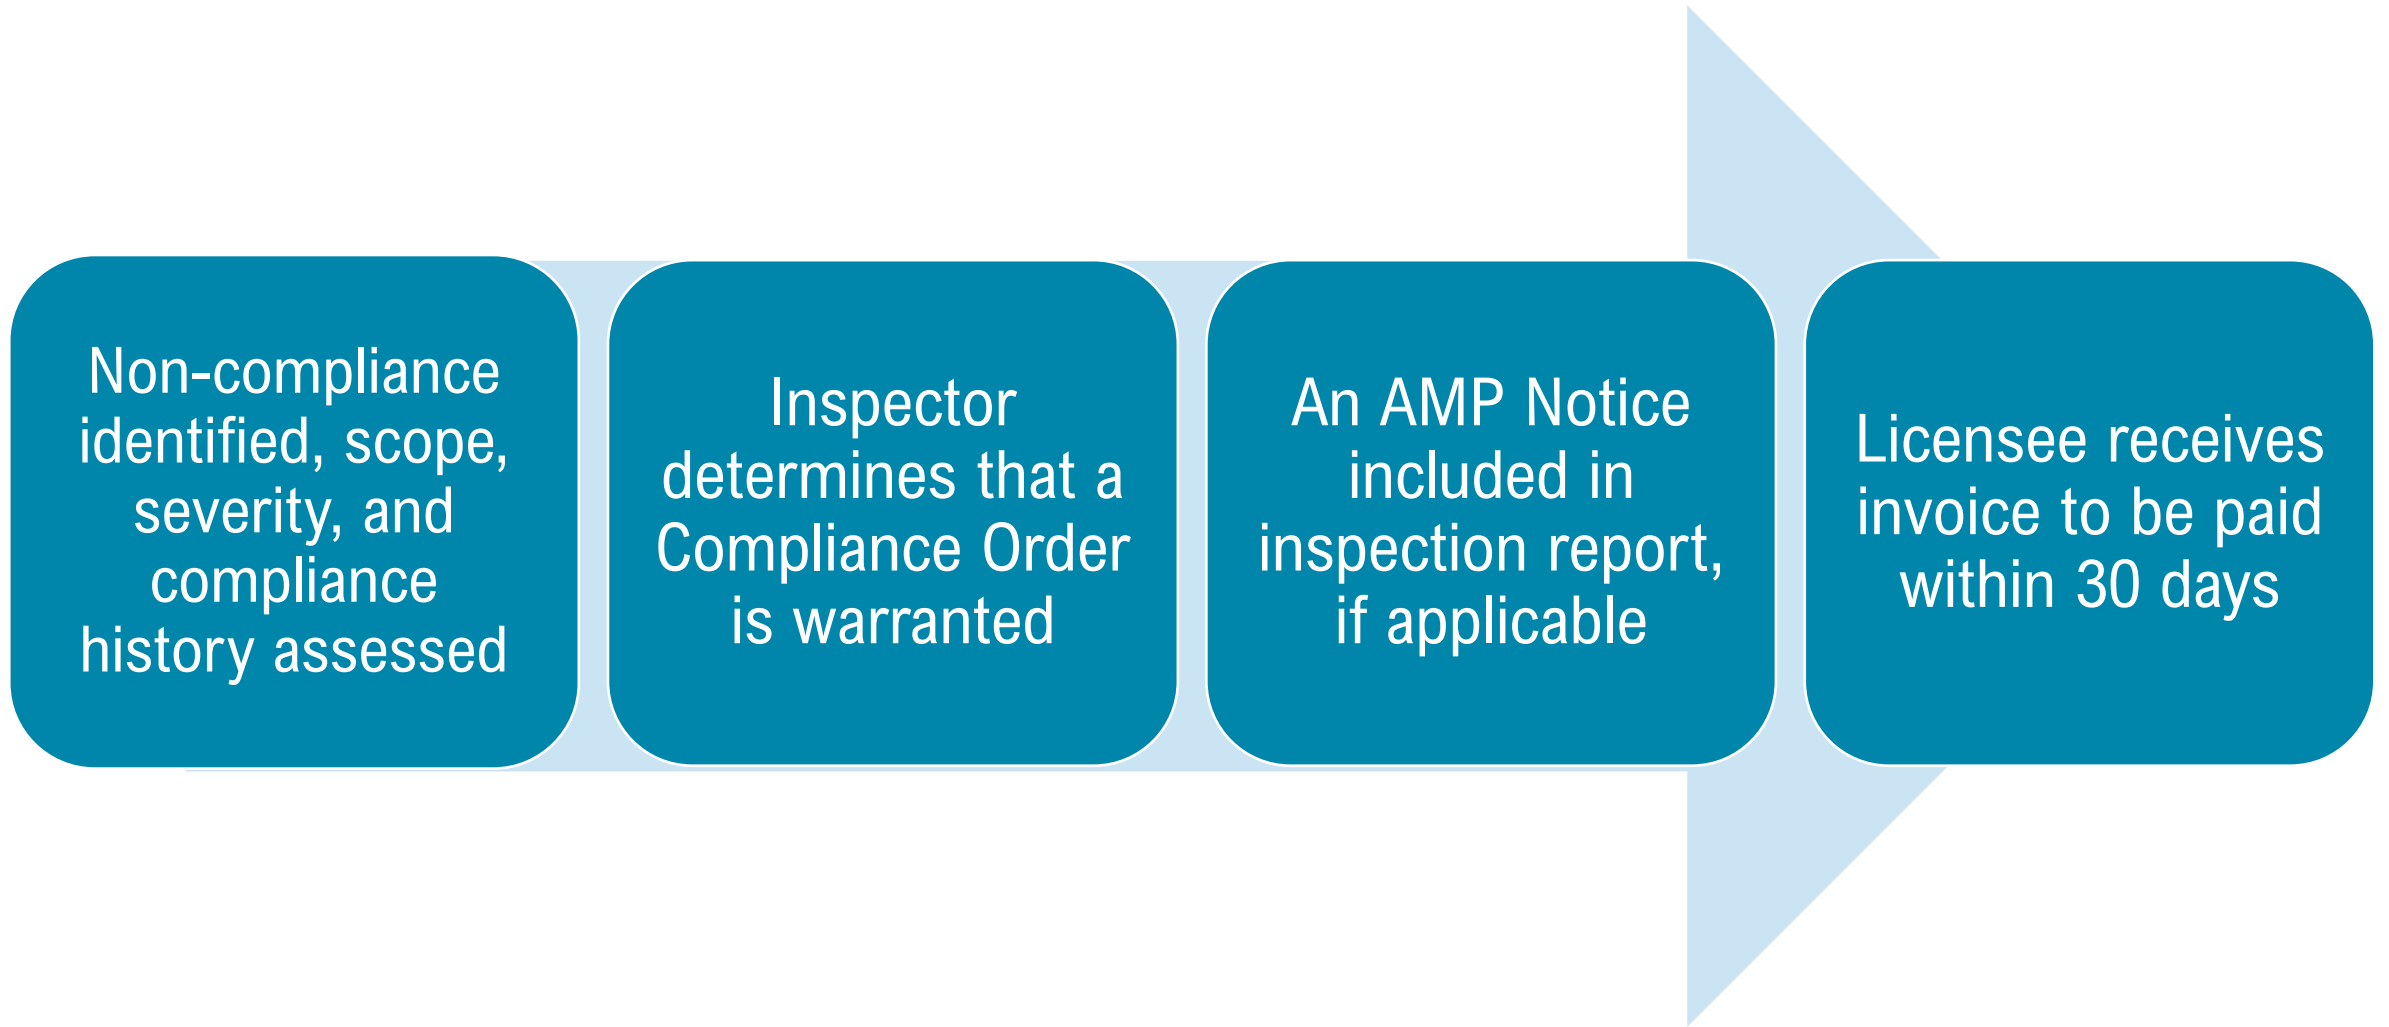 Non-compliance
identified, scope,
severity, and
compliance
history assessed
Inspector
determines that a
Compliance Order
is warranted
An AMP Notice
included in
inspection report,
if applicable
Licensee receives
invoice to be paid
within 30 days